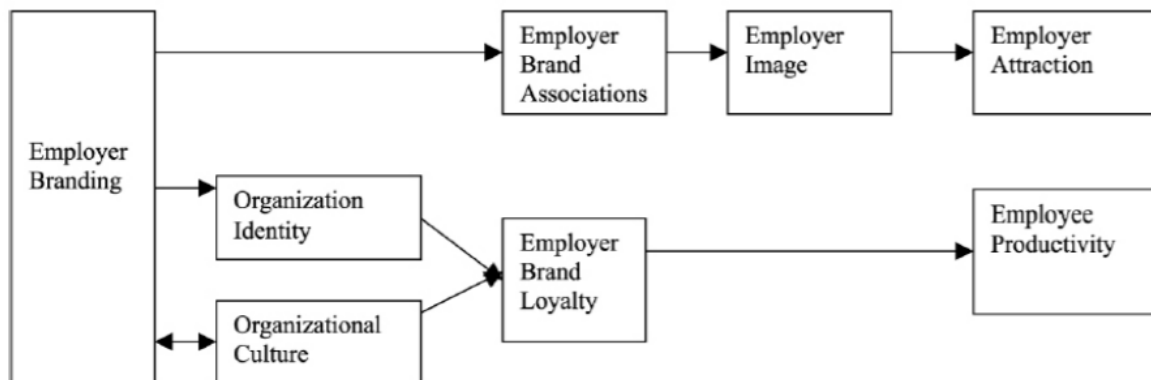 Employer
Branding
Employer
Brand
Associations
Employer
Image
Employer
Attraction
Organization
Identity
Organizational
Culture
Employer
Brand
Loyalty
Employee
Productivity